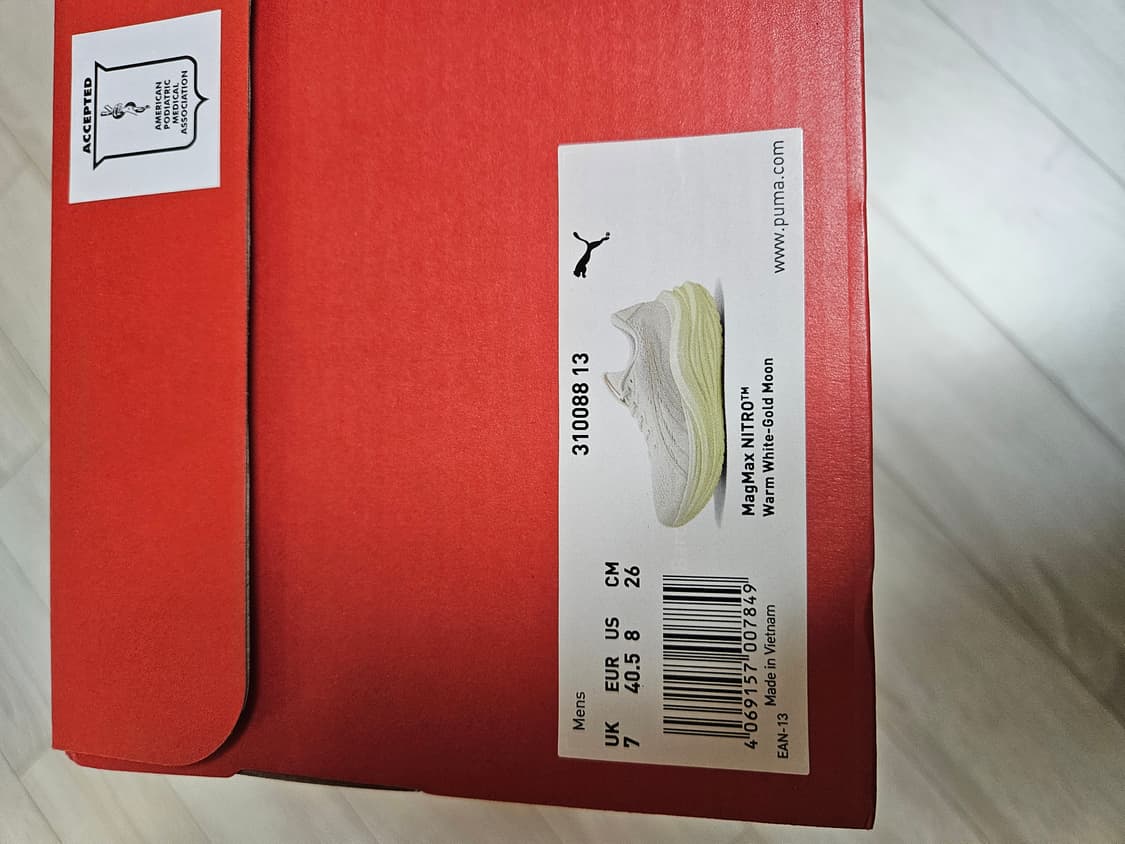 ACCEPTED
AMERICAN
PODIATRIC
MEDICAL
ASSOCIATION
Mens
310088 13
UK EUR US CM
7 40.5 8 26
4 069157 007849
EAN-13
Made in Vietnam
MagMax NITRO™
Warm White-Gold Moon
www.puma.com